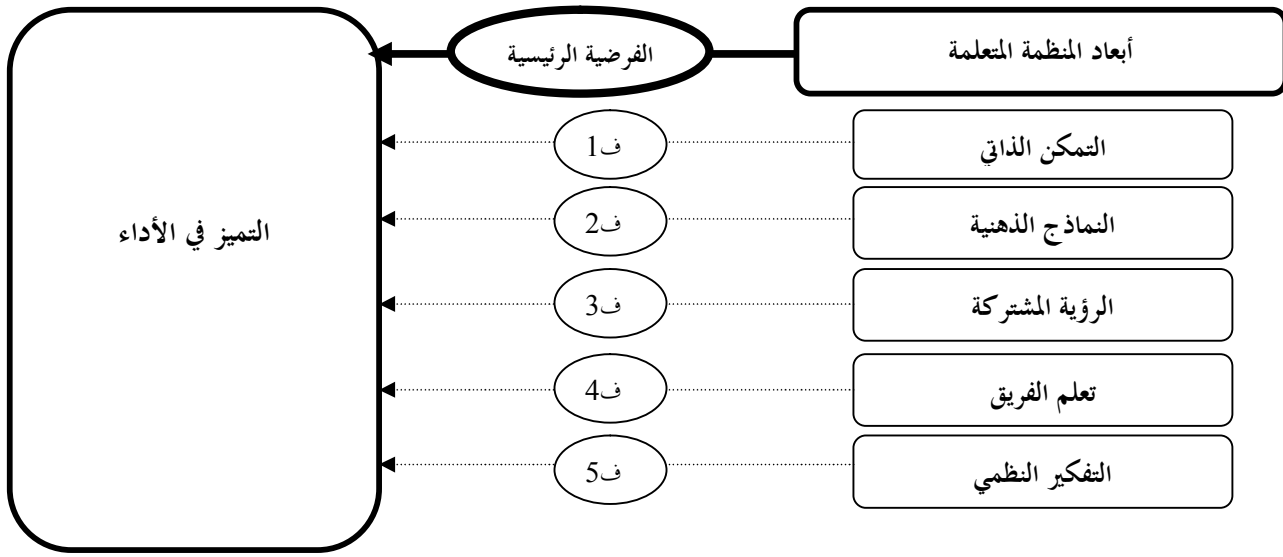 أبعاد المنظمة المتعلمة
الفرضية الرئيسية
التمكن الذاتي
ف1
النماذج الذهنية
ف2
التميز في الأداء
الرؤية المشتركة
ف3
تعلم الفريق
ف4
التفكير النظمي
ف5